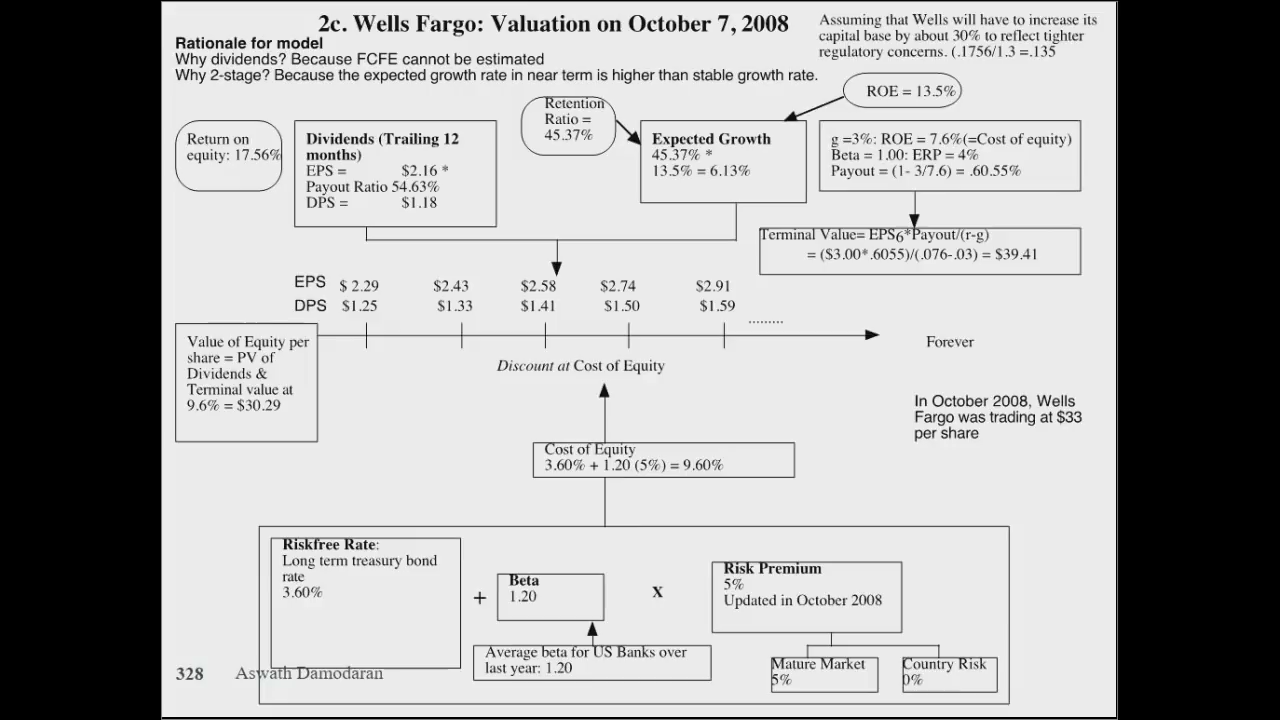 2c. Wells Fargo: Valuation on October 7, 2008
Assuming that Wells will have to increase its
capital base by about 30% to reflect tighter
regulatory concerns. (.1756/1.3 =.135
Rationale for model
Why dividends? Because FCFE cannot be estimated
Why 2-stage? Because the expected growth rate in near term is higher than stable growth rate.
Return on
equity: 17.56%
Dividends (Trailing 12
months)
EPS = $2.16 *
Payout Ratio 54.63%
DPS = $1.18
Retention
Ratio =
45.37%
Expected Growth
45.37% *
13.5% = 6.13%
ROE = 13.5%
g =3%: ROE = 7.6%(=Cost of equity)
Beta = 1.00: ERP = 4%
Payout = (1- 3/7.6) = .60.55%
Terminal Value= EPS6*Payout/(r-g)
= ($3.00*.6055)/(.076-.03) = $39.41
EPS $ 2.29 $2.43 $2.58 $2.74 $2.91
DPS $1.25 $1.33 $1.41 $1.50 $1.59
.........
Forever
Value of Equity per
share = PV of
Dividends &
Terminal value at
9.6% = $30.29
Discount at Cost of Equity
In October 2008, Wells
Fargo was trading at $33
per share
Cost of Equity
3.60% + 1.20 (5%) = 9.60%
Riskfree Rate:
Long term treasury bond
rate
3.60%
+
Beta
1.20
X
Risk Premium
5%
Updated in October 2008
Average beta for US Banks over
last year: 1.20
Mature Market
5%
Country Risk
0%
328 Aswath Damodaran